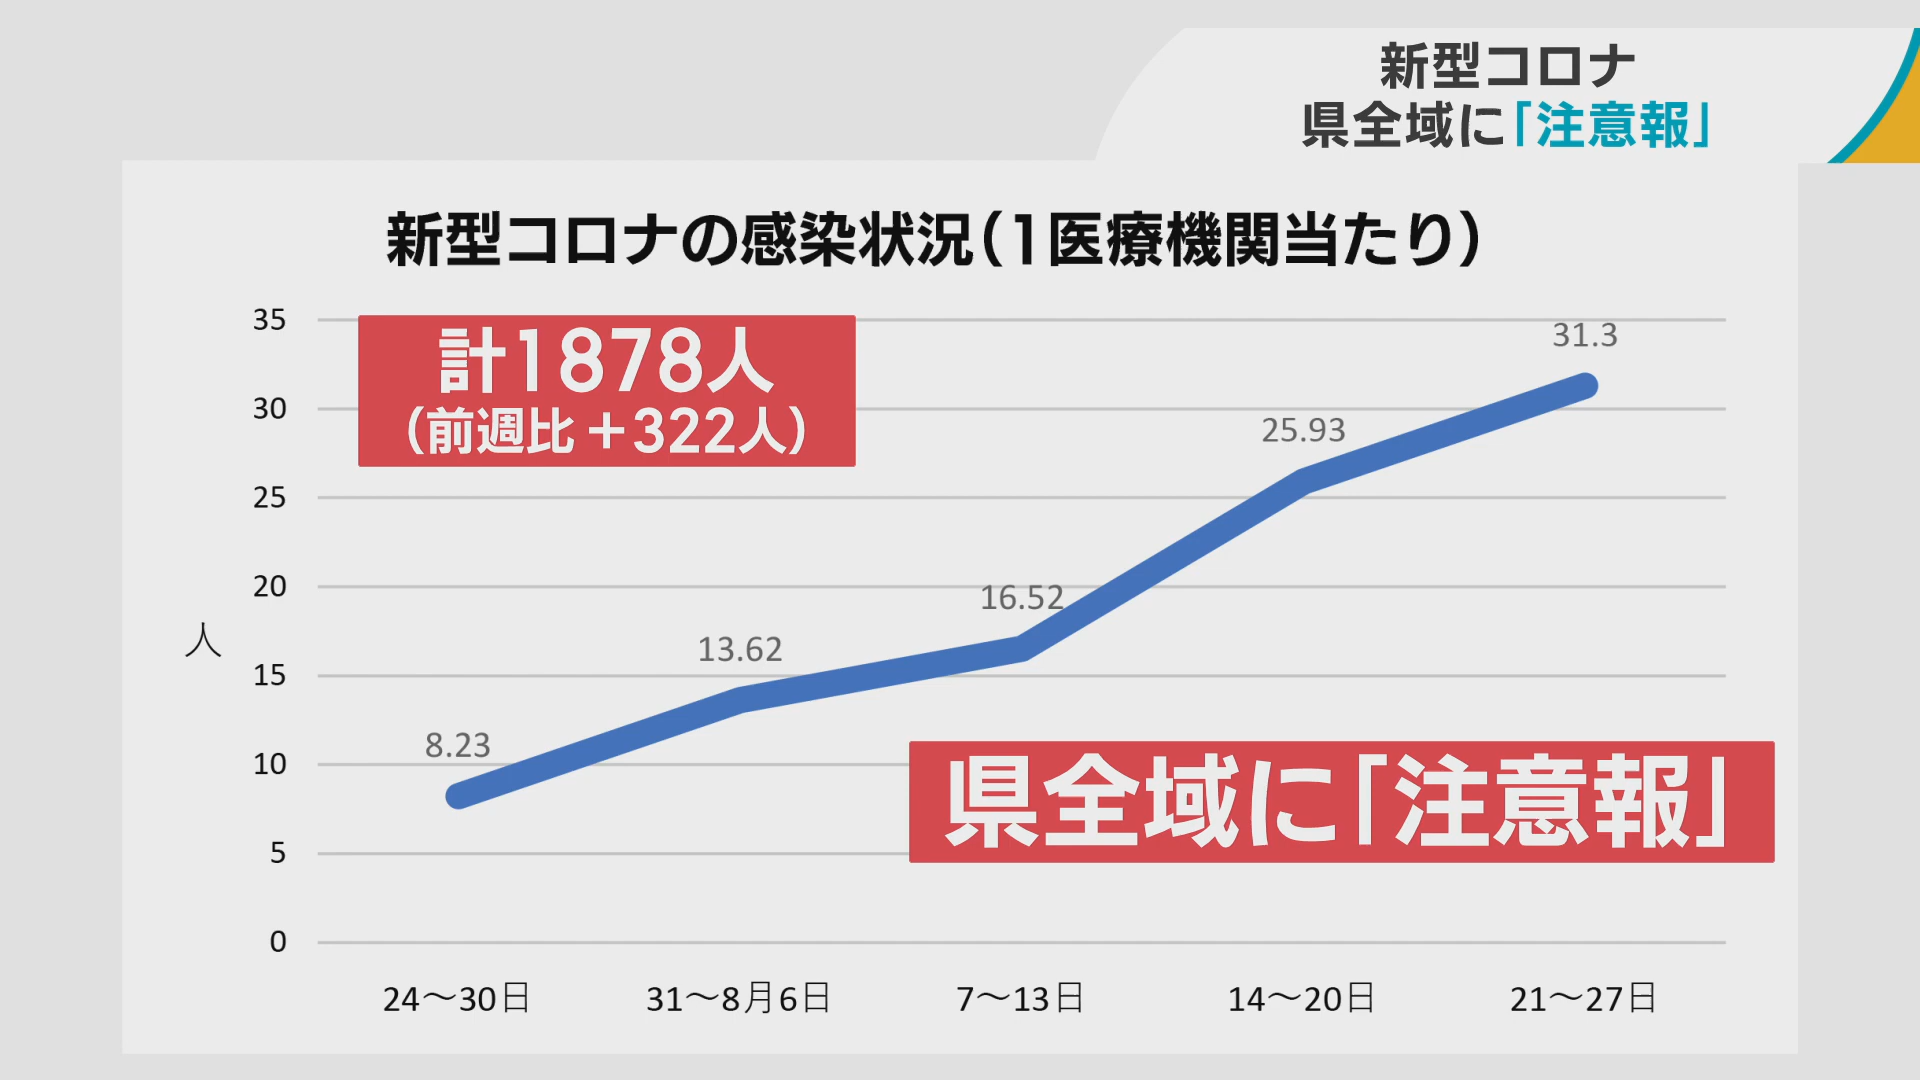 新型コロナ
県全域に「注意報」
新型コロナの感染状況(1医療機関当たり)
計1878人
(前週比+322人)
35
30
25
20
15
10
5
0
人
8.23
13.62
16.52
25.93
31.3
県全域に「注意報」
24〜30日
31〜8月6日
7〜13日
14〜20日
21〜27日